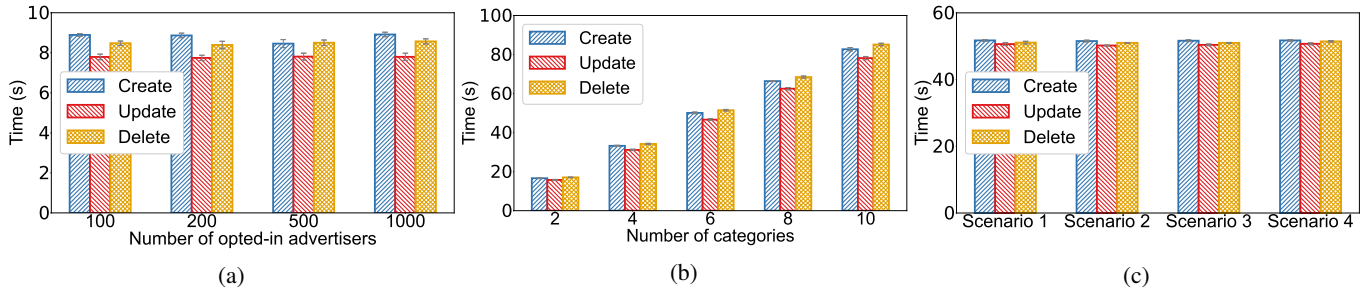 10
8
6
4
2
0
Time (s)
Create
Update
Delete
100 200 500 1000
Number of opted-in advertisers
(a)
100
80
60
40
20
0
Time (s)
Create
Update
Delete
2 4 6 8 10
Number of categories
(b)
60
40
20
0
Time (s)
Create
Update
Delete
Scenario 1 Scenario 2 Scenario 3 Scenario 4
(c)